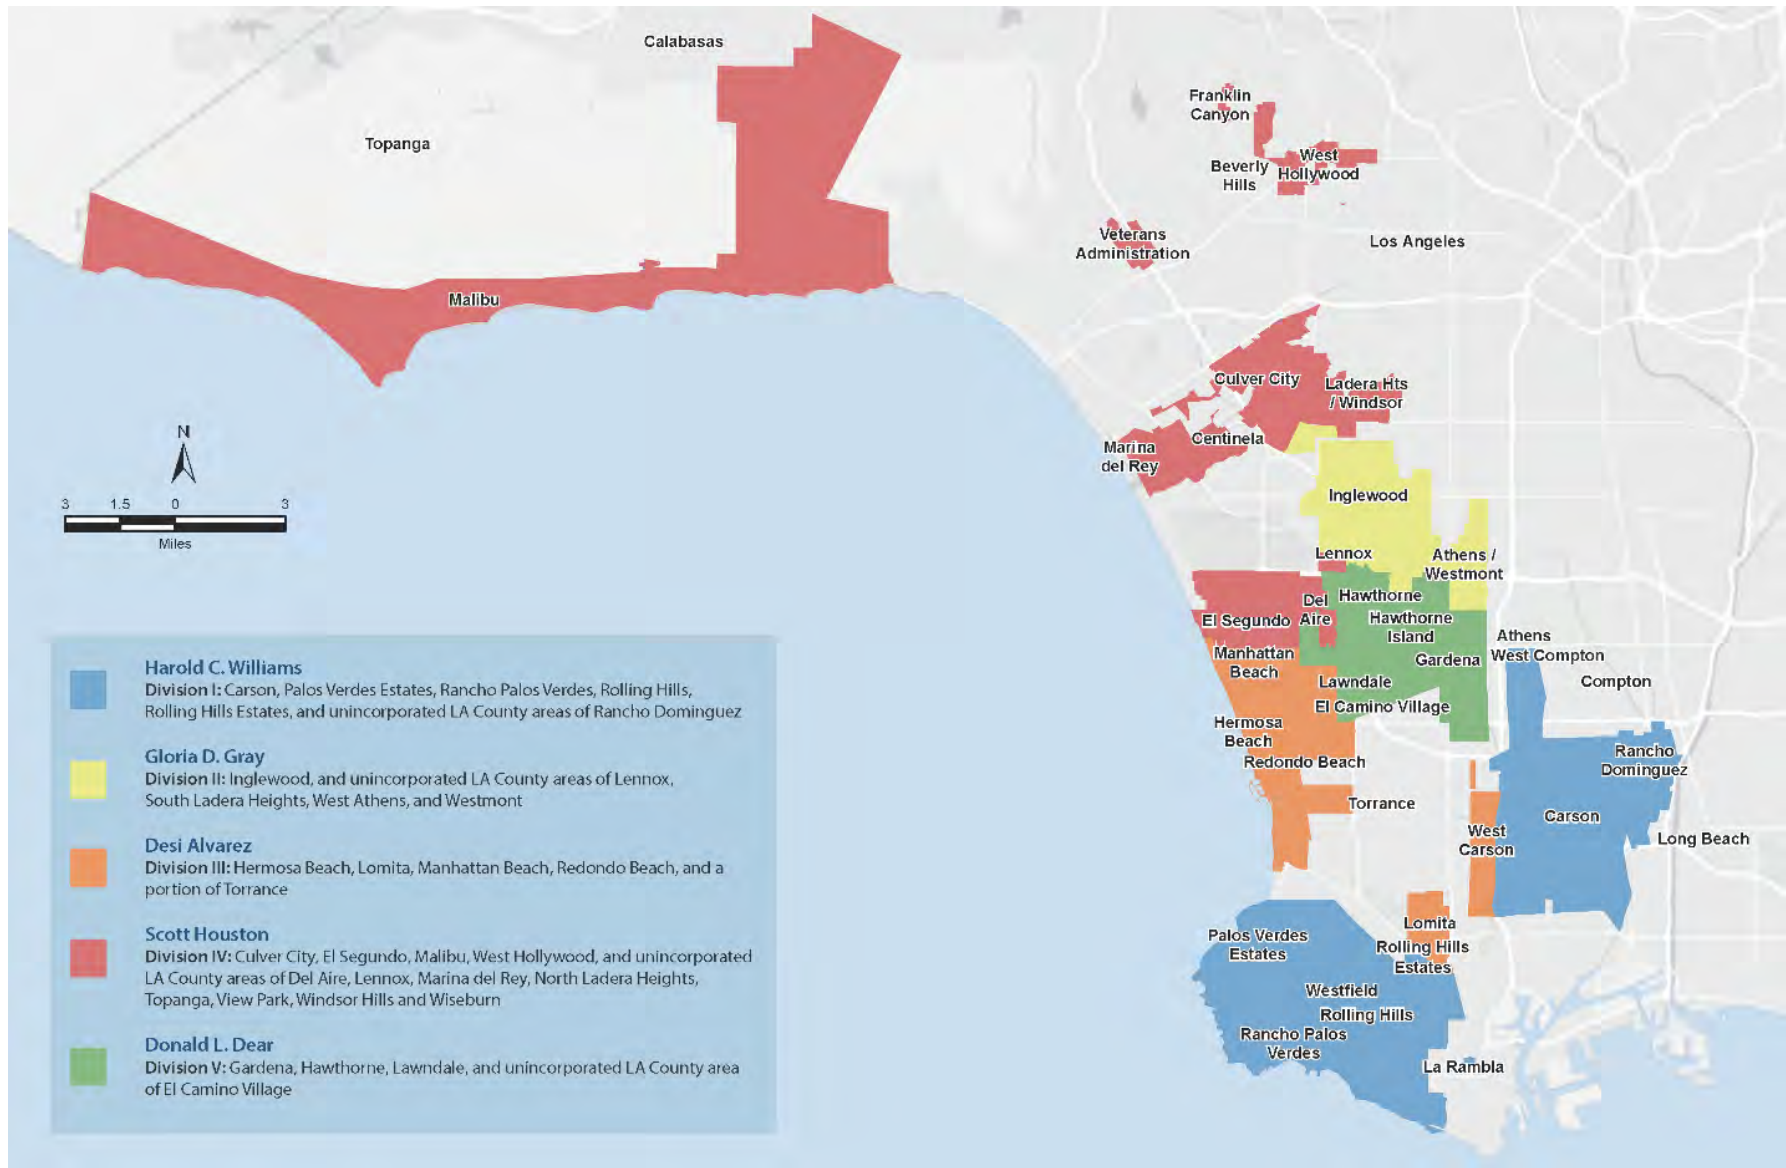 Calabasas
Topanga
Malibu
Franklin
Canyon
Beverly
Hills
West
Hollywood
Veterans
Administration
Los Angeles
Culver City
Ladera Hts
/ Windsor
Marina
del Rey
Centinela
Inglewood
Lennox
Athens /
Westmont
Del
Aire
Hawthorne
Hawthorne
Island
El Segundo
Manhattan
Beach
Gardena
Athens
West Compton
Compton
Lawndale
El Camino Village
Hermosa
Beach
Redondo Beach
Torrance
Rancho
Dominguez
West
Carson
Carson
Long Beach
Lomita
Rolling Hills
Estates
Palos Verdes
Estates
Westfield
Rolling Hills
Rancho Palos
Verdes
La Rambla
N
3 1.5 0 3
Miles
Harold C. Williams
Division I: Carson, Palos Verdes Estates, Rancho Palos Verdes, Rolling Hills,
Rolling Hills Estates, and unincorporated LA County areas of Rancho Dominguez
Gloria D. Gray
Division II: Inglewood, and unincorporated LA County areas of Lennox,
South Ladera Heights, West Athens, and Westmont
Desi Alvarez
Division III: Hermosa Beach, Lomita, Manhattan Beach, Redondo Beach, and a
portion of Torrance
Scott Houston
Division IV: Culver City, El Segundo, Malibu, West Hollywood, and unincorporated
LA County areas of Del Aire, Lennox, Marina del Rey, North Ladera Heights,
Topanga, View Park, Windsor Hills and Wiseburn
Donald L. Dear
Division V: Gardena, Hawthorne, Lawndale, and unincorporated LA County area
of El Camino Village